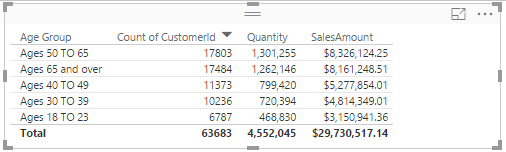 Age Group Count of CustomerId Quantity SalesAmount
Ages 50 TO 65 17803 1,301,255 $8,326,124.25
Ages 65 and over 17484 1,262,146 $8,161,248.51
Ages 40 TO 49 11373 799,420 $5,277,854.01
Ages 30 TO 39 10236 720,394 $4,814,349.01
Ages 18 TO 23 6787 468,830 $3,150,941.36
Total 63683 4,552,045 $29,730,517.14